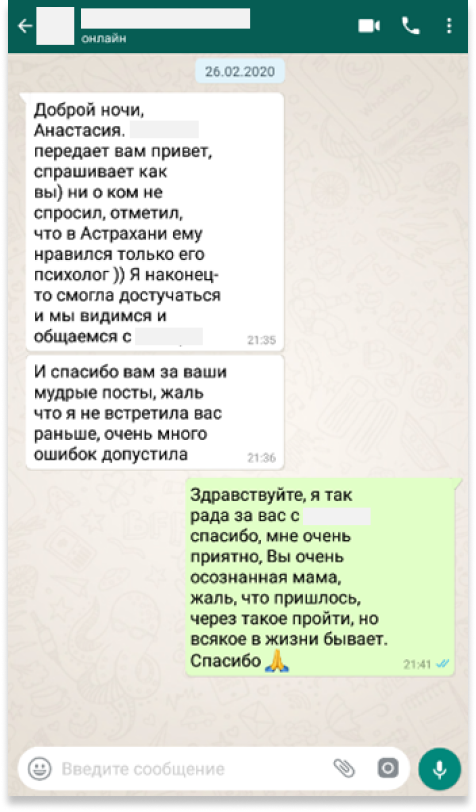 онлайн
26.02.2020
Доброй ночи,
Анастасия.
передает вам привет,
спрашивает как
вы) ни о ком не
спросил, отметил,
что в Астрахани ему
нравился только его
психолог )) Я наконец-
то смогла достучаться
и мы видимся и
общаемся с
21:35
И спасибо вам за ваши
мудрые посты, жаль
что я не встретила вас
раньше, очень много
ошибок допустила
21:36
Здравствуйте, я так
рада за вас с
спасибо, мне очень
приятно, Вы очень
осознанная мама,
жаль, что пришлось,
через такое пройти, но
всякое в жизни бывает.
Спасибо 🙏
21:41
Введите сообщение